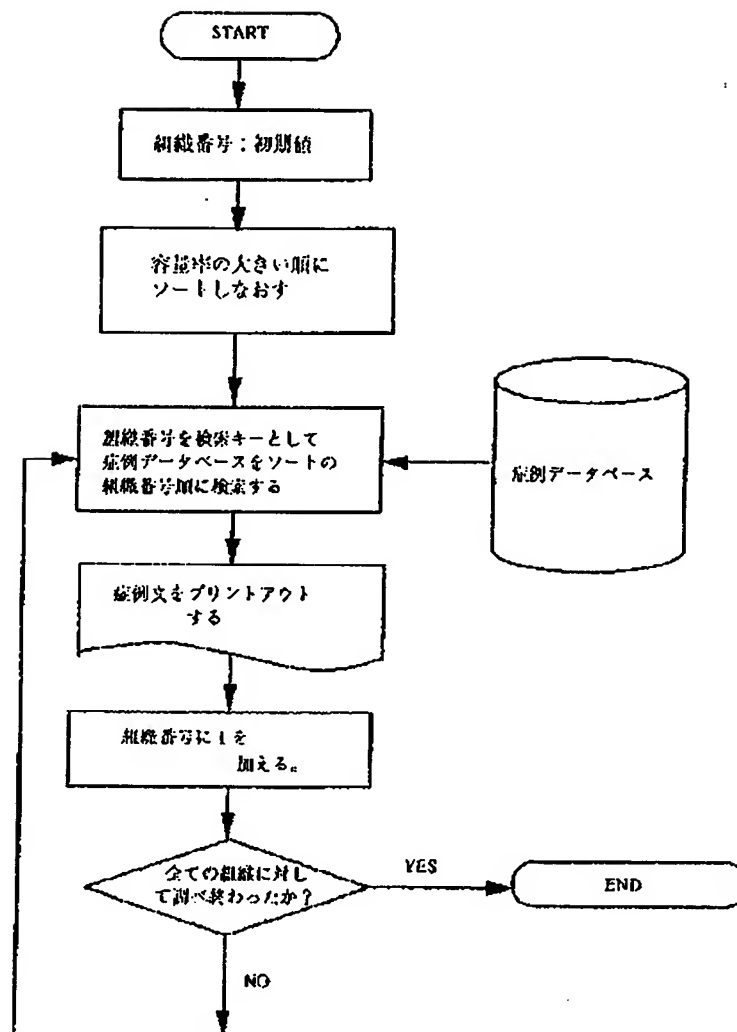 START
組織番号：初期値
容量率の大きい順に
ソートしなおす
組織番号を検索キーとして
症例データベースをソートの
組織番号順に検索する
症例データベース
症例文をプリントアウト
する
組織番号に1を
加える。
全ての組織に対し
て調べ終わったか？
YES
END
NO